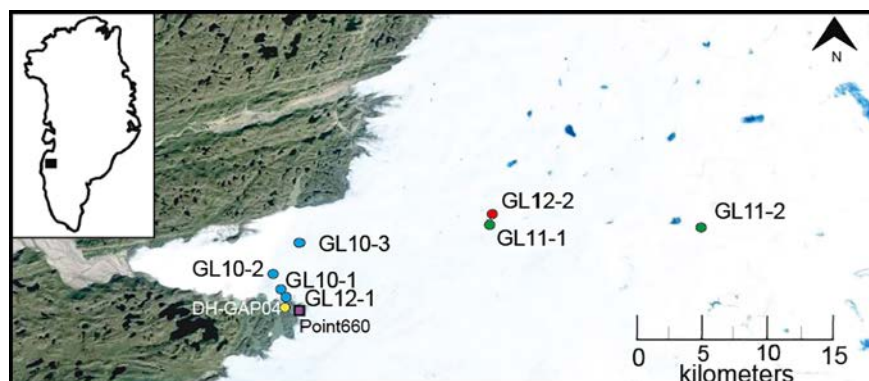 N
GL12-2
GL11-1
GL11-2
GL10-3
GL10-2
GL10-1
GL12-1
DH-GAP04
Point660
0 5 10 15
kilometers